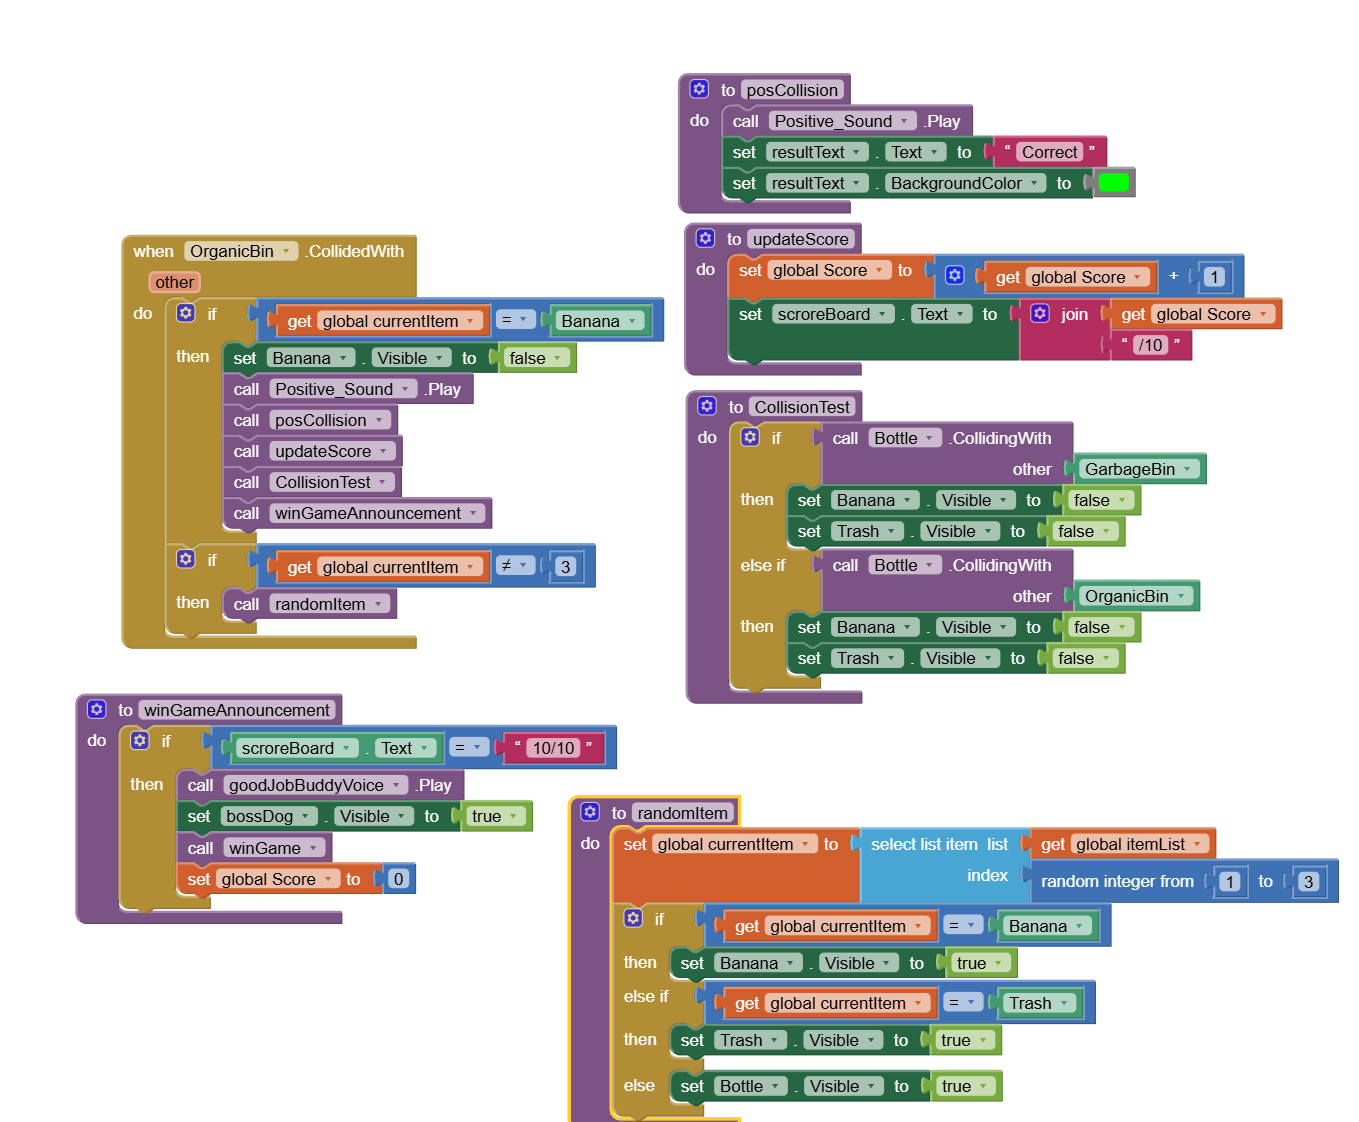 to posCollision
do call Positive_Sound .Play
set resultText . Text to " Correct "
set resultText . BackgroundColor to
to updateScore
do set global Score to get global Score + 1
set scroreBoard . Text to join get global Score
" /10 "
when OrganicBin .CollidedWith
other
do if get global currentItem = Banana
then set Banana . Visible to false
call Positive_Sound .Play
call posCollision
call updateScore
call CollisionTest
call winGameAnnouncement
if get global currentItem ≠ 3
then call randomItem
to CollisionTest
do if call Bottle .CollidingWith
other GarbageBin
then set Banana . Visible to false
set Trash . Visible to false
else if call Bottle .CollidingWith
other OrganicBin
then set Banana . Visible to false
set Trash . Visible to false
to winGameAnnouncement
do if scroreBoard . Text = " 10/10 "
then call goodJobBuddyVoice .Play
set bossDog . Visible to true
call winGame
set global Score to 0
to randomItem
do set global currentItem to select list item list get global itemList
index random integer from 1 to 3
if get global currentItem = Banana
then set Banana . Visible to true
else if get global currentItem = Trash
then set Trash . Visible to true
else set Bottle . Visible to true